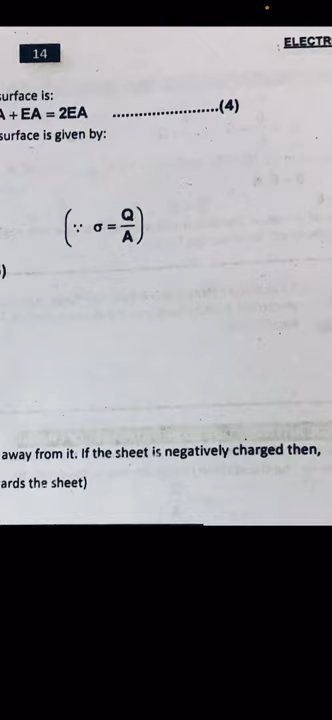 14
ELECTR
surface is:
A + EA = 2EA ........................(4)
surface is given by:
(∵ σ = Q/A)
)
away from it. If the sheet is negatively charged then,
ards the sheet)